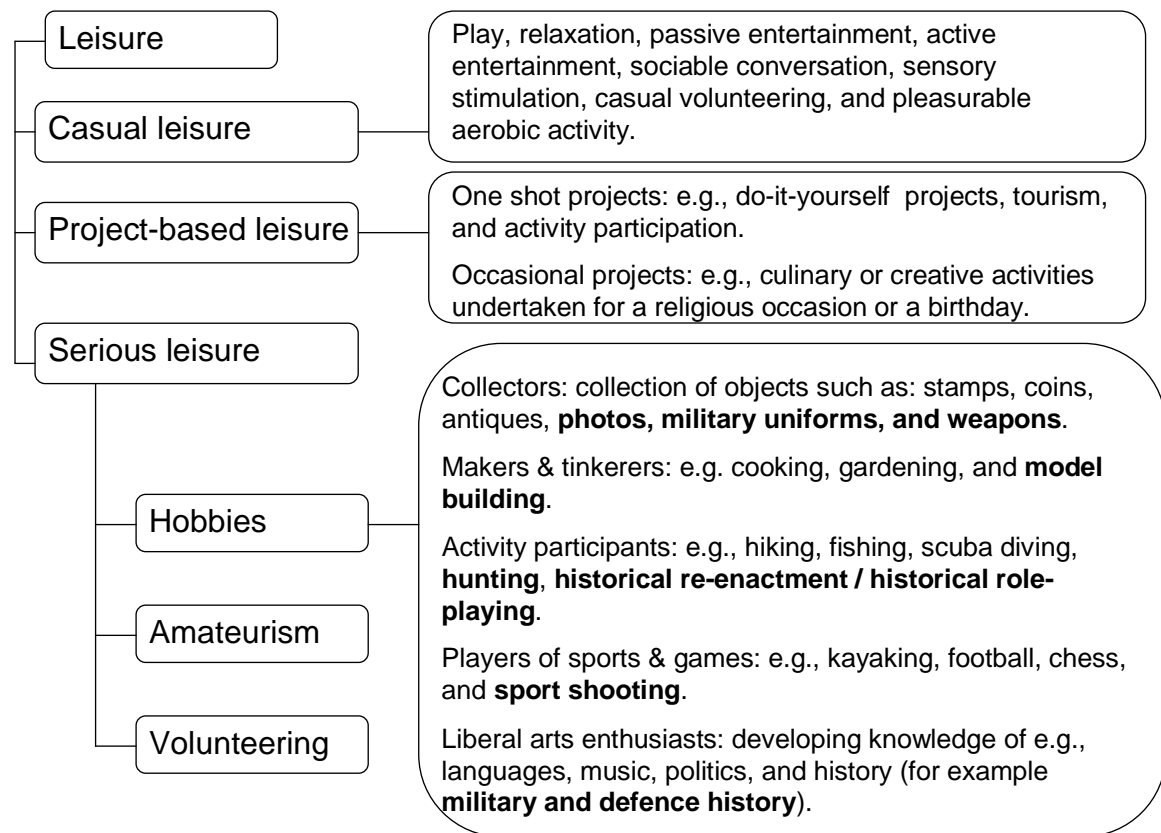 Leisure
Play, relaxation, passive entertainment, active
entertainment, sociable conversation, sensory
stimulation, casual volunteering, and pleasurable
aerobic activity.
Casual leisure
Project-based leisure
One shot projects: e.g., do-it-yourself  projects, tourism,
and activity participation.
Occasional projects: e.g., culinary or creative activities
undertaken for a religious occasion or a birthday.
Serious leisure
Hobbies
Amateurism
Volunteering
Collectors: collection of objects such as: stamps, coins,
antiques, photos, military uniforms, and weapons.
Makers & tinkerers: e.g. cooking, gardening, and model
building.
Activity participants: e.g., hiking, fishing, scuba diving,
hunting, historical re-enactment / historical role-
playing.
Players of sports & games: e.g., kayaking, football, chess,
and sport shooting.
Liberal arts enthusiasts: developing knowledge of e.g.,
languages, music, politics, and history (for example
military and defence history).